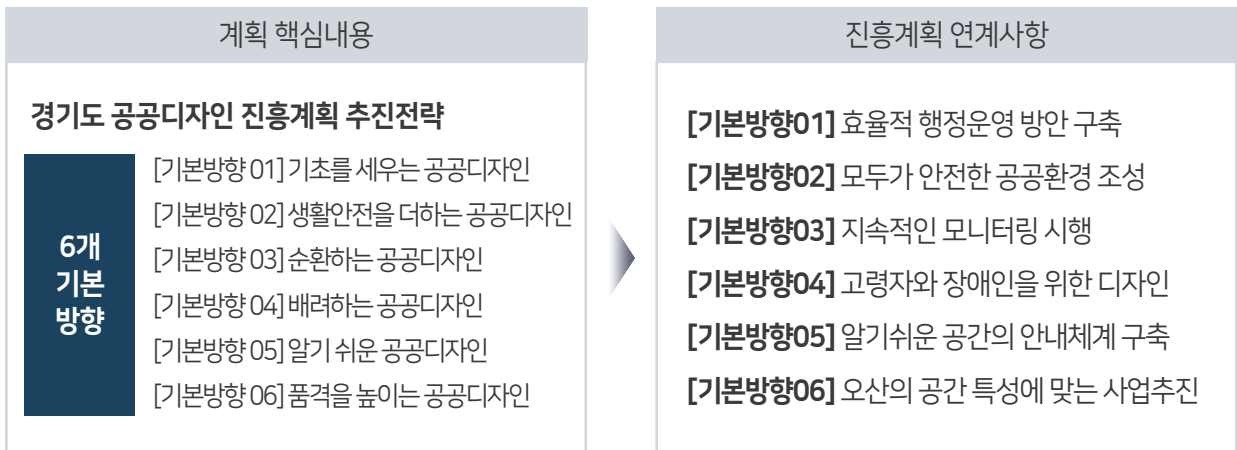 계획 핵심내용
경기도 공공디자인 진흥계획 추진전략
6개
기본
방향
[기본방향 01] 기초를 세우는 공공디자인
[기본방향 02] 생활안전을 더하는 공공디자인
[기본방향 03] 순환하는 공공디자인
[기본방향 04] 배려하는 공공디자인
[기본방향 05] 알기 쉬운 공공디자인
[기본방향 06] 품격을 높이는 공공디자인
진흥계획 연계사항
[기본방향01] 효율적 행정운영 방안 구축
[기본방향02] 모두가 안전한 공공환경 조성
[기본방향03] 지속적인 모니터링 시행
[기본방향04] 고령자와 장애인을 위한 디자인
[기본방향05] 알기쉬운 공간의 안내체계 구축
[기본방향06] 오산의 공간 특성에 맞는 사업추진